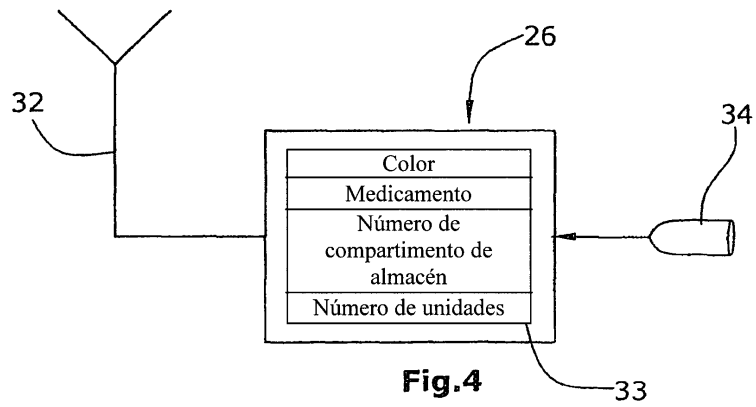 26
32
34
Color
Medicamento
Número de
compartimento de
almacén
Número de unidades
Fig.4
33